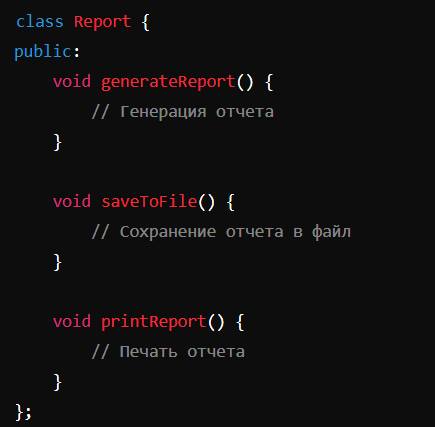 class Report {
public:
    void generateReport() {
        // Генерация отчета
    }

    void saveToFile() {
        // Сохранение отчета в файл
    }

    void printReport() {
        // Печать отчета
    }
};